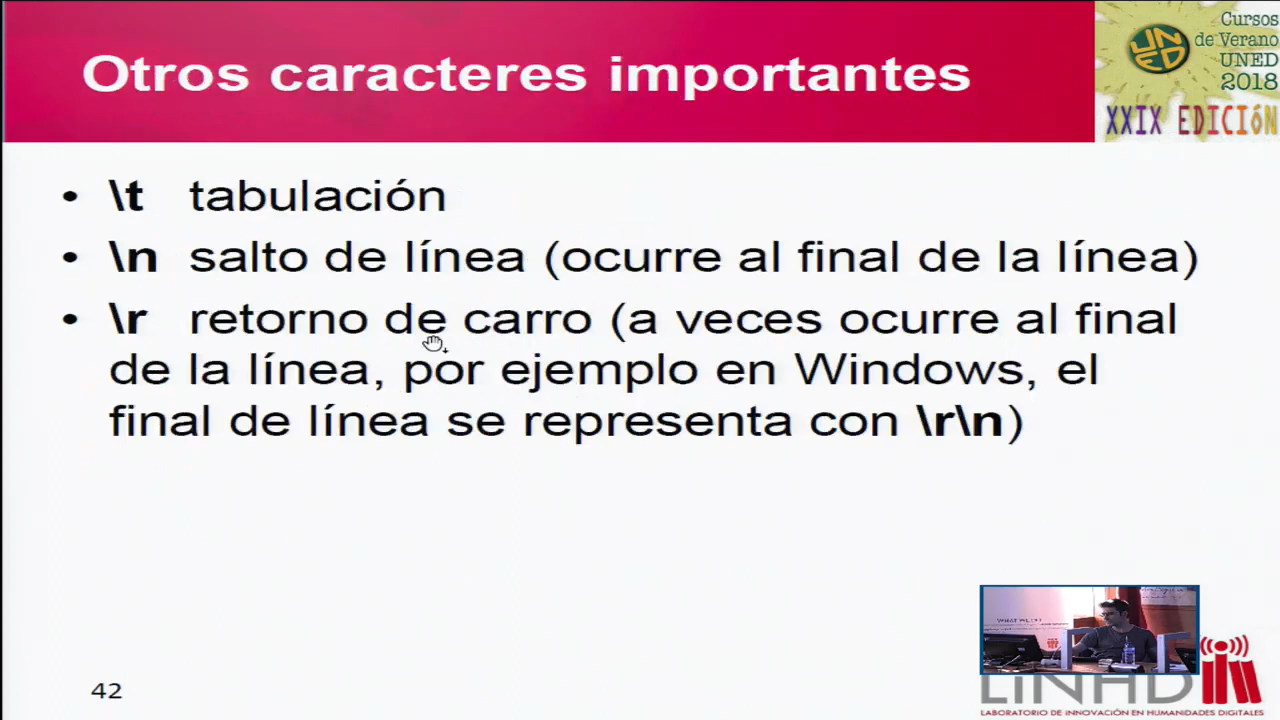 Otros caracteres importantes
Cursos
de Verano
UNED
2018
UNED
XXIX EDICIÓN
• \t tabulación
• \n salto de línea (ocurre al final de la línea)
• \r retorno de carro (a veces ocurre al final
de la línea, por ejemplo en Windows, el
final de línea se representa con \r\n)
42
LINHD
LABORATORIO DE INNOVACIÓN EN HUMANIDADES DIGITALES